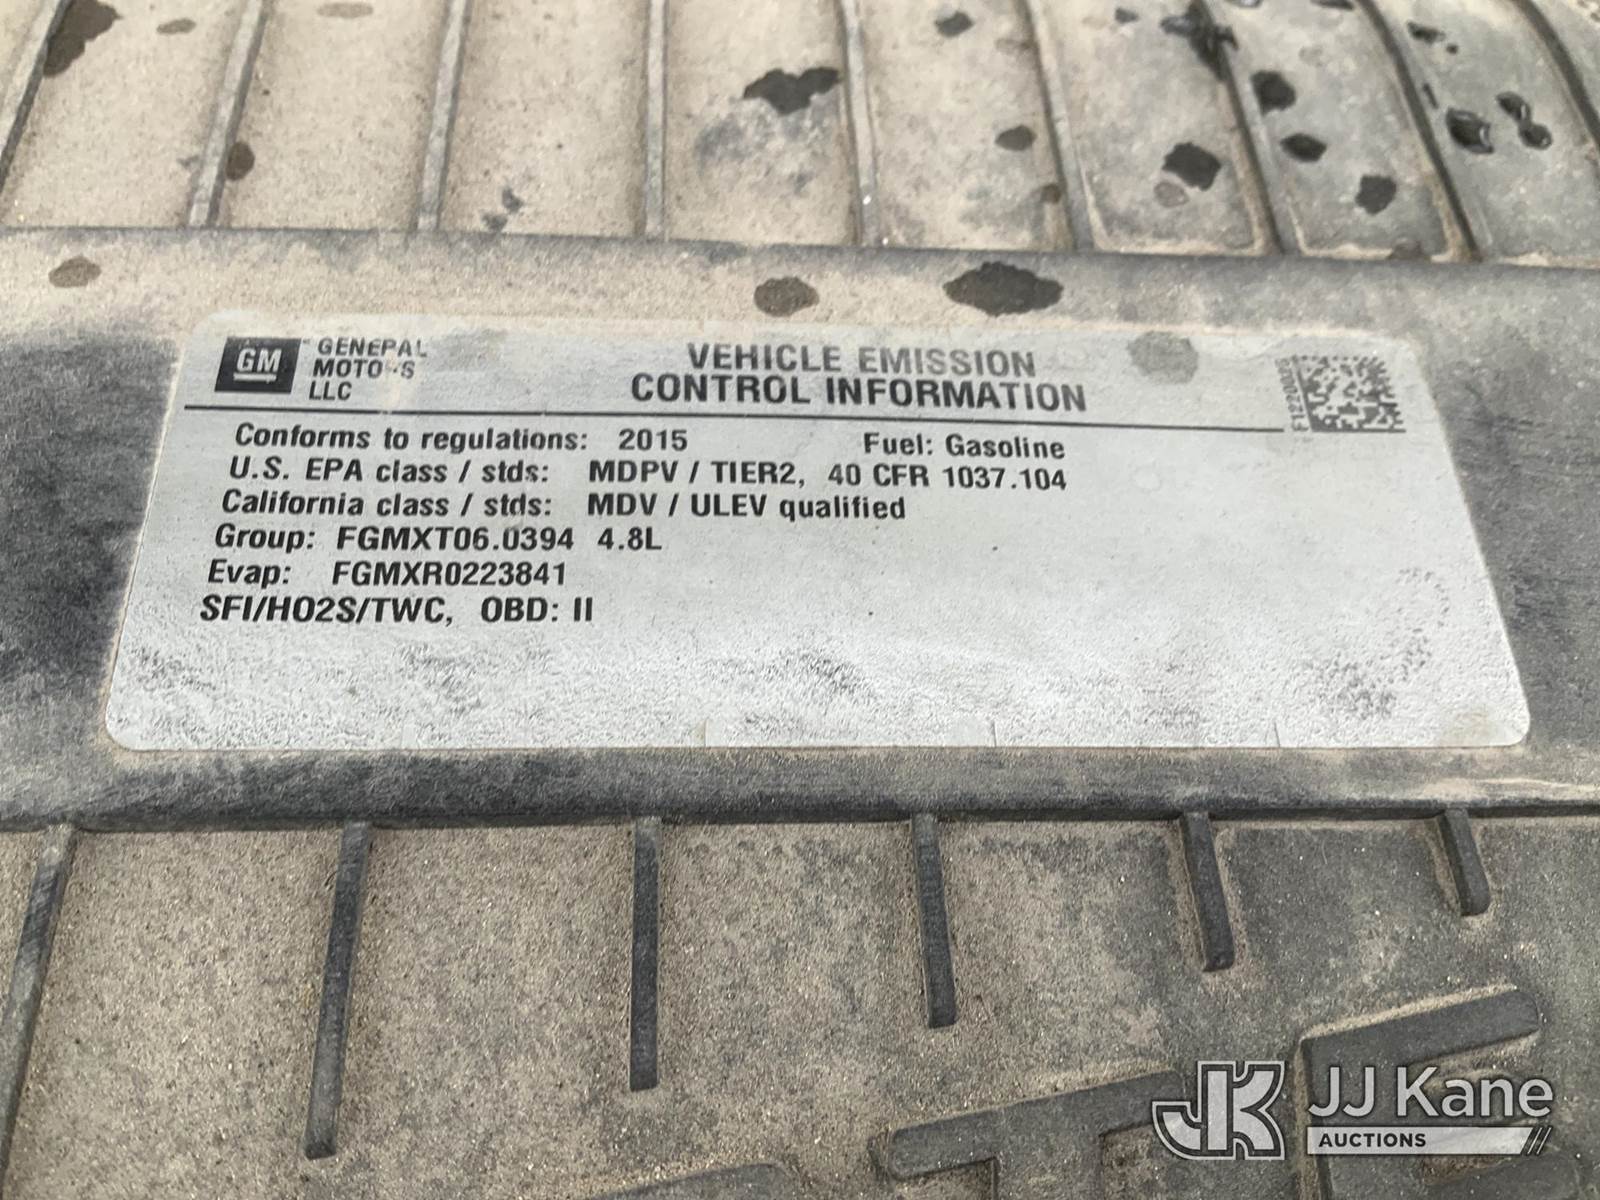 GM GENERAL
MOTORS
LLC
VEHICLE EMISSION
CONTROL INFORMATION
Conforms to regulations: 2015 Fuel: Gasoline
U.S. EPA class / stds: MDPV / TIER2, 40 CFR 1037.104
California class / stds: MDV / ULEV qualified
Group: FGMXT06.0394 4.8L
Evap: FGMXR0223841
SFI/HO2S/TWC, OBD: II
JK JJ Kane
AUCTIONS